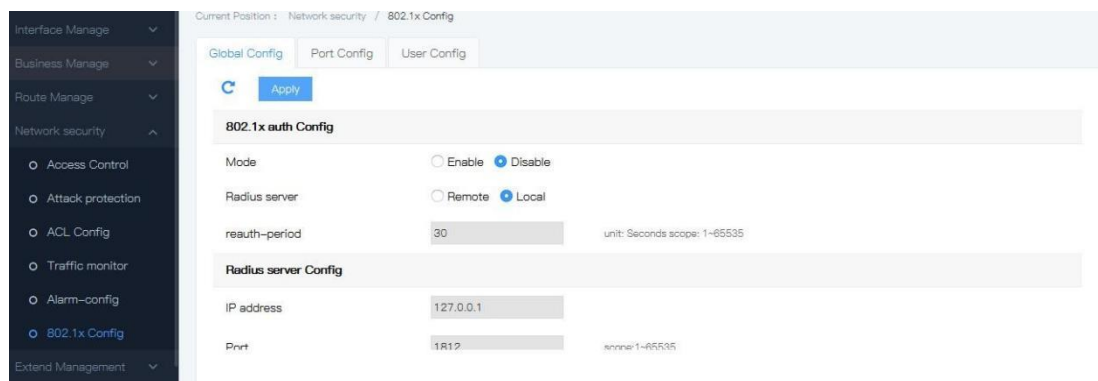 Interface Manage
Business Manage
Route Manage
Network security
Access Control
Attack protection
ACL Config
Traffic monitor
Alarm-config
802.1x Config
Extend Management
Current Position : Network security / 802.1x Config
Global Config Port Config User Config
Apply
802.1x auth Config
Mode Enable Disable
Radius server Remote Local
reauth-period 30 unit: Seconds scope: 1~65535
Radius server Config
IP address 127.0.0.1
Port 1812 scope:1~65535